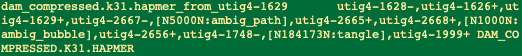 dam_compressed.k31.hapmer_from_utig4-1629        utig4-1628-,utig4-1626+,ut
ig4-1629+,utig4-2667-,[N5000N:ambig_path],utig4-2665+,utig4-2668+,[N1000N:
ambig_bubble],utig4-2656+,utig4-1748-,[N184173N:tangle],utig4-1999+ DAM_CO
MPRESSED.K31.HAPMER